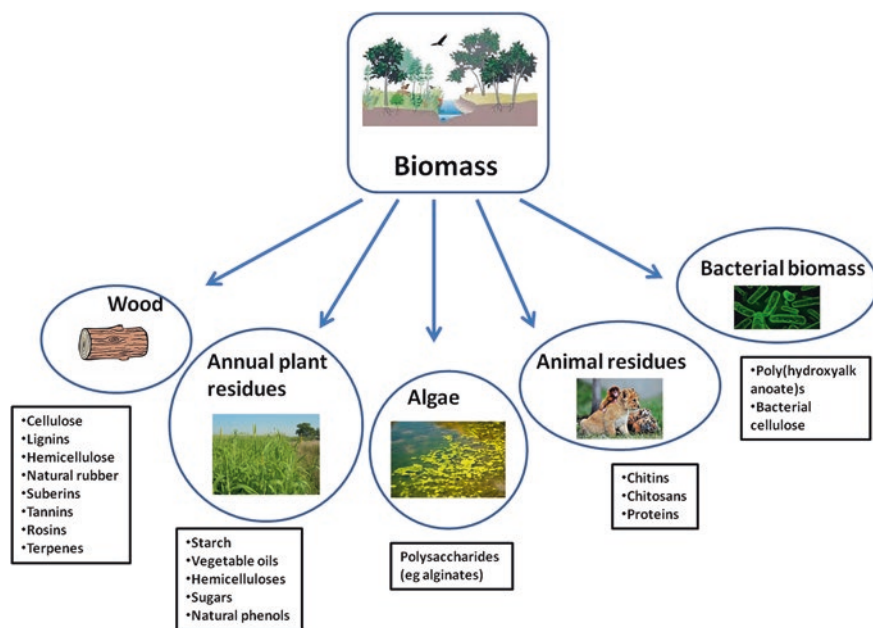 Biomass
Wood
•Cellulose
•Lignins
•Hemicellulose
•Natural rubber
•Suberins
•Tannins
•Rosins
•Terpenes
Annual plant
residues
•Starch
•Vegetable oils
•Hemicelluloses
•Sugars
•Natural phenols
Algae
Polysaccharides
(eg alginates)
Animal residues
•Chitins
•Chitosans
•Proteins
Bacterial biomass
•Poly(hydroxyalk
anoate)s
•Bacterial
cellulose